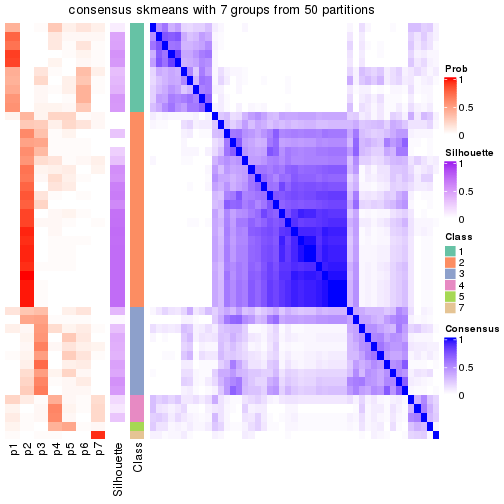 consensus skmeans with 7 groups from 50 partitions
Prob
1
0.5
0
Silhouette
1
0.5
0
Class
1
2
3
4
5
7
Consensus
1
0.5
0
p1
p2
p3
p4
p5
p6
p7
Silhouette
Class